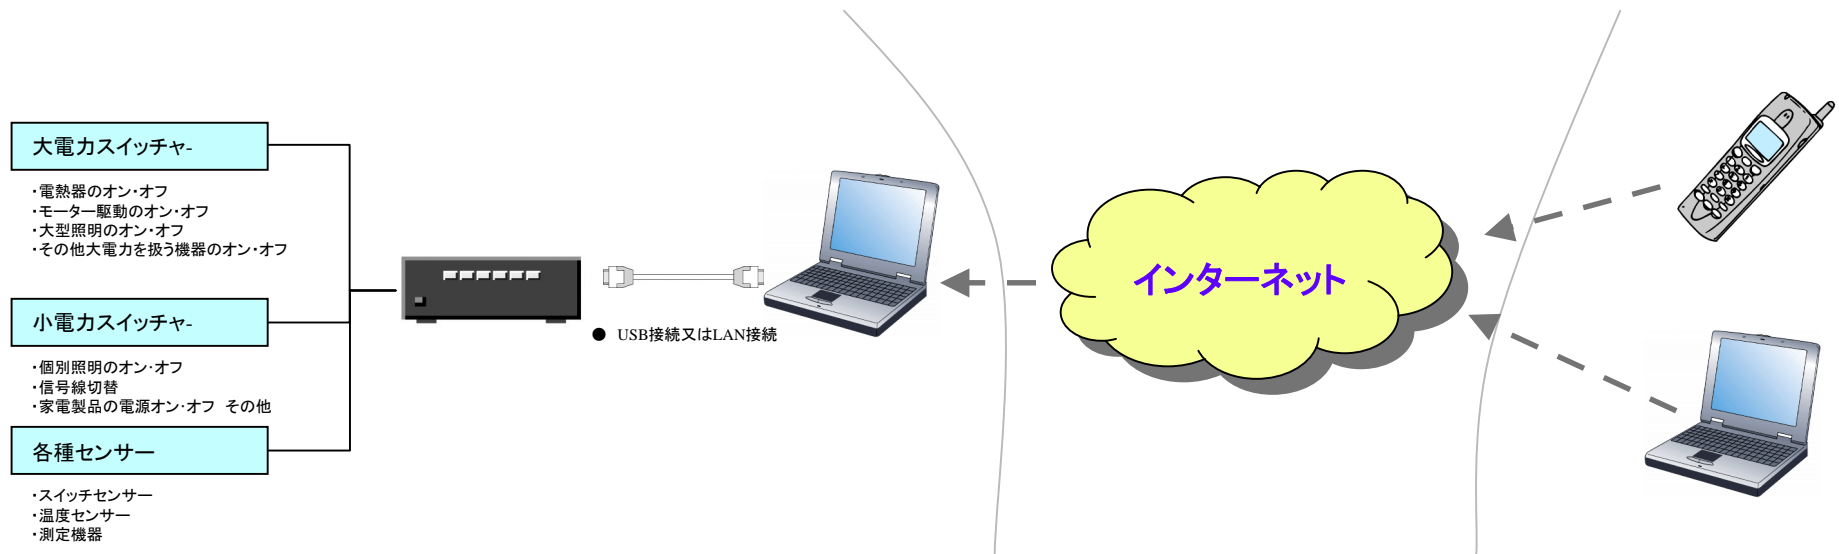 大電力スイッチャ-
・電熱器のオン・オフ
・モーター駆動のオン・オフ
・大型照明のオン・オフ
・その他大電力を扱う機器のオン・オフ
小電力スイッチャ-
・個別照明のオン・オフ
・信号線切替
・家電製品の電源オン・オフ　その他
各種センサー
・スイッチセンサー
・温度センサー
・測定機器
● USB接続又はLAN接続
インターネット